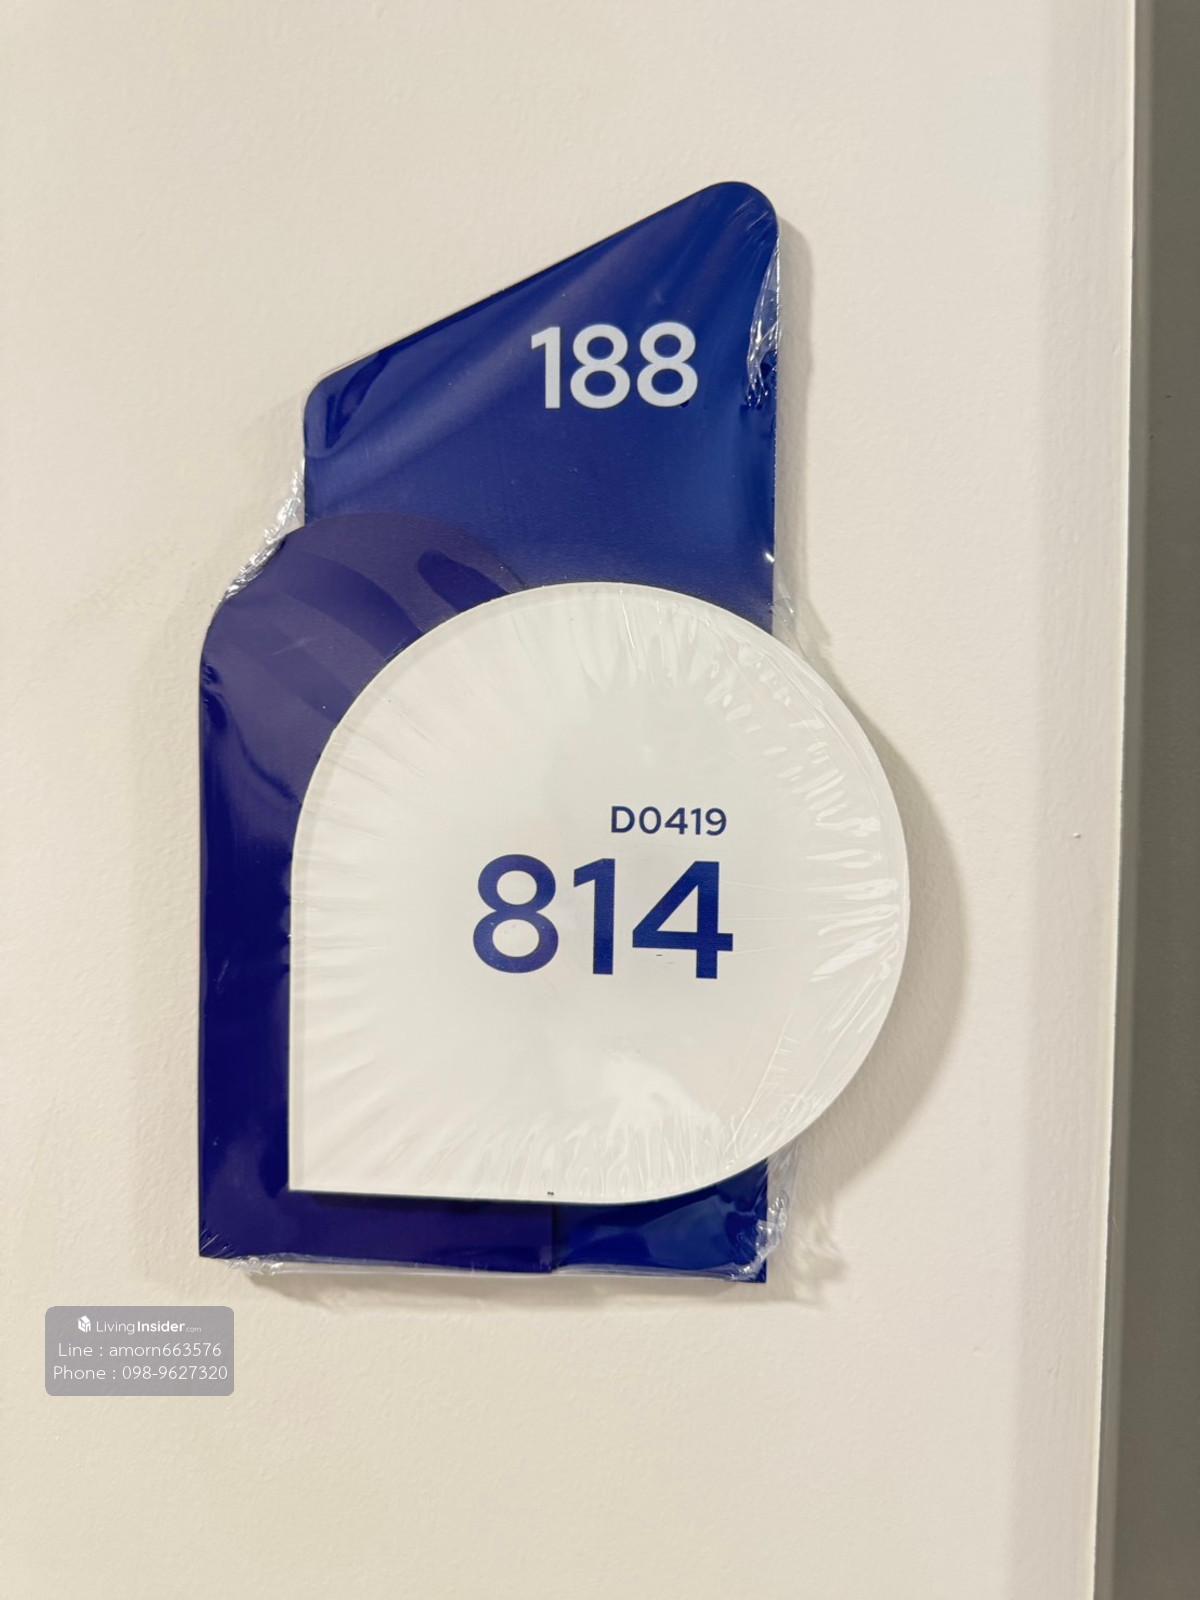 188
D0419
814
LivingInsider.com
Line : amorn663576
Phone : 098-9627320